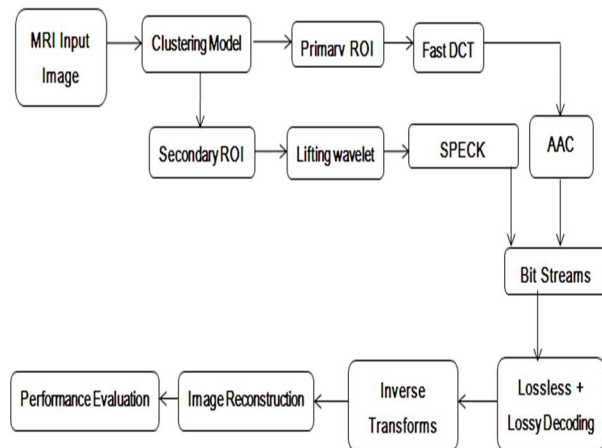 MRI Input
Image
Clustering Model
Primary ROI
Fast DCT
Secondary ROI
Lifting wavelet
SPECK
AAC
Bit Streams
Performance Evaluation
Image Reconstruction
Inverse
Transforms
Lossless +
Lossy Decoding